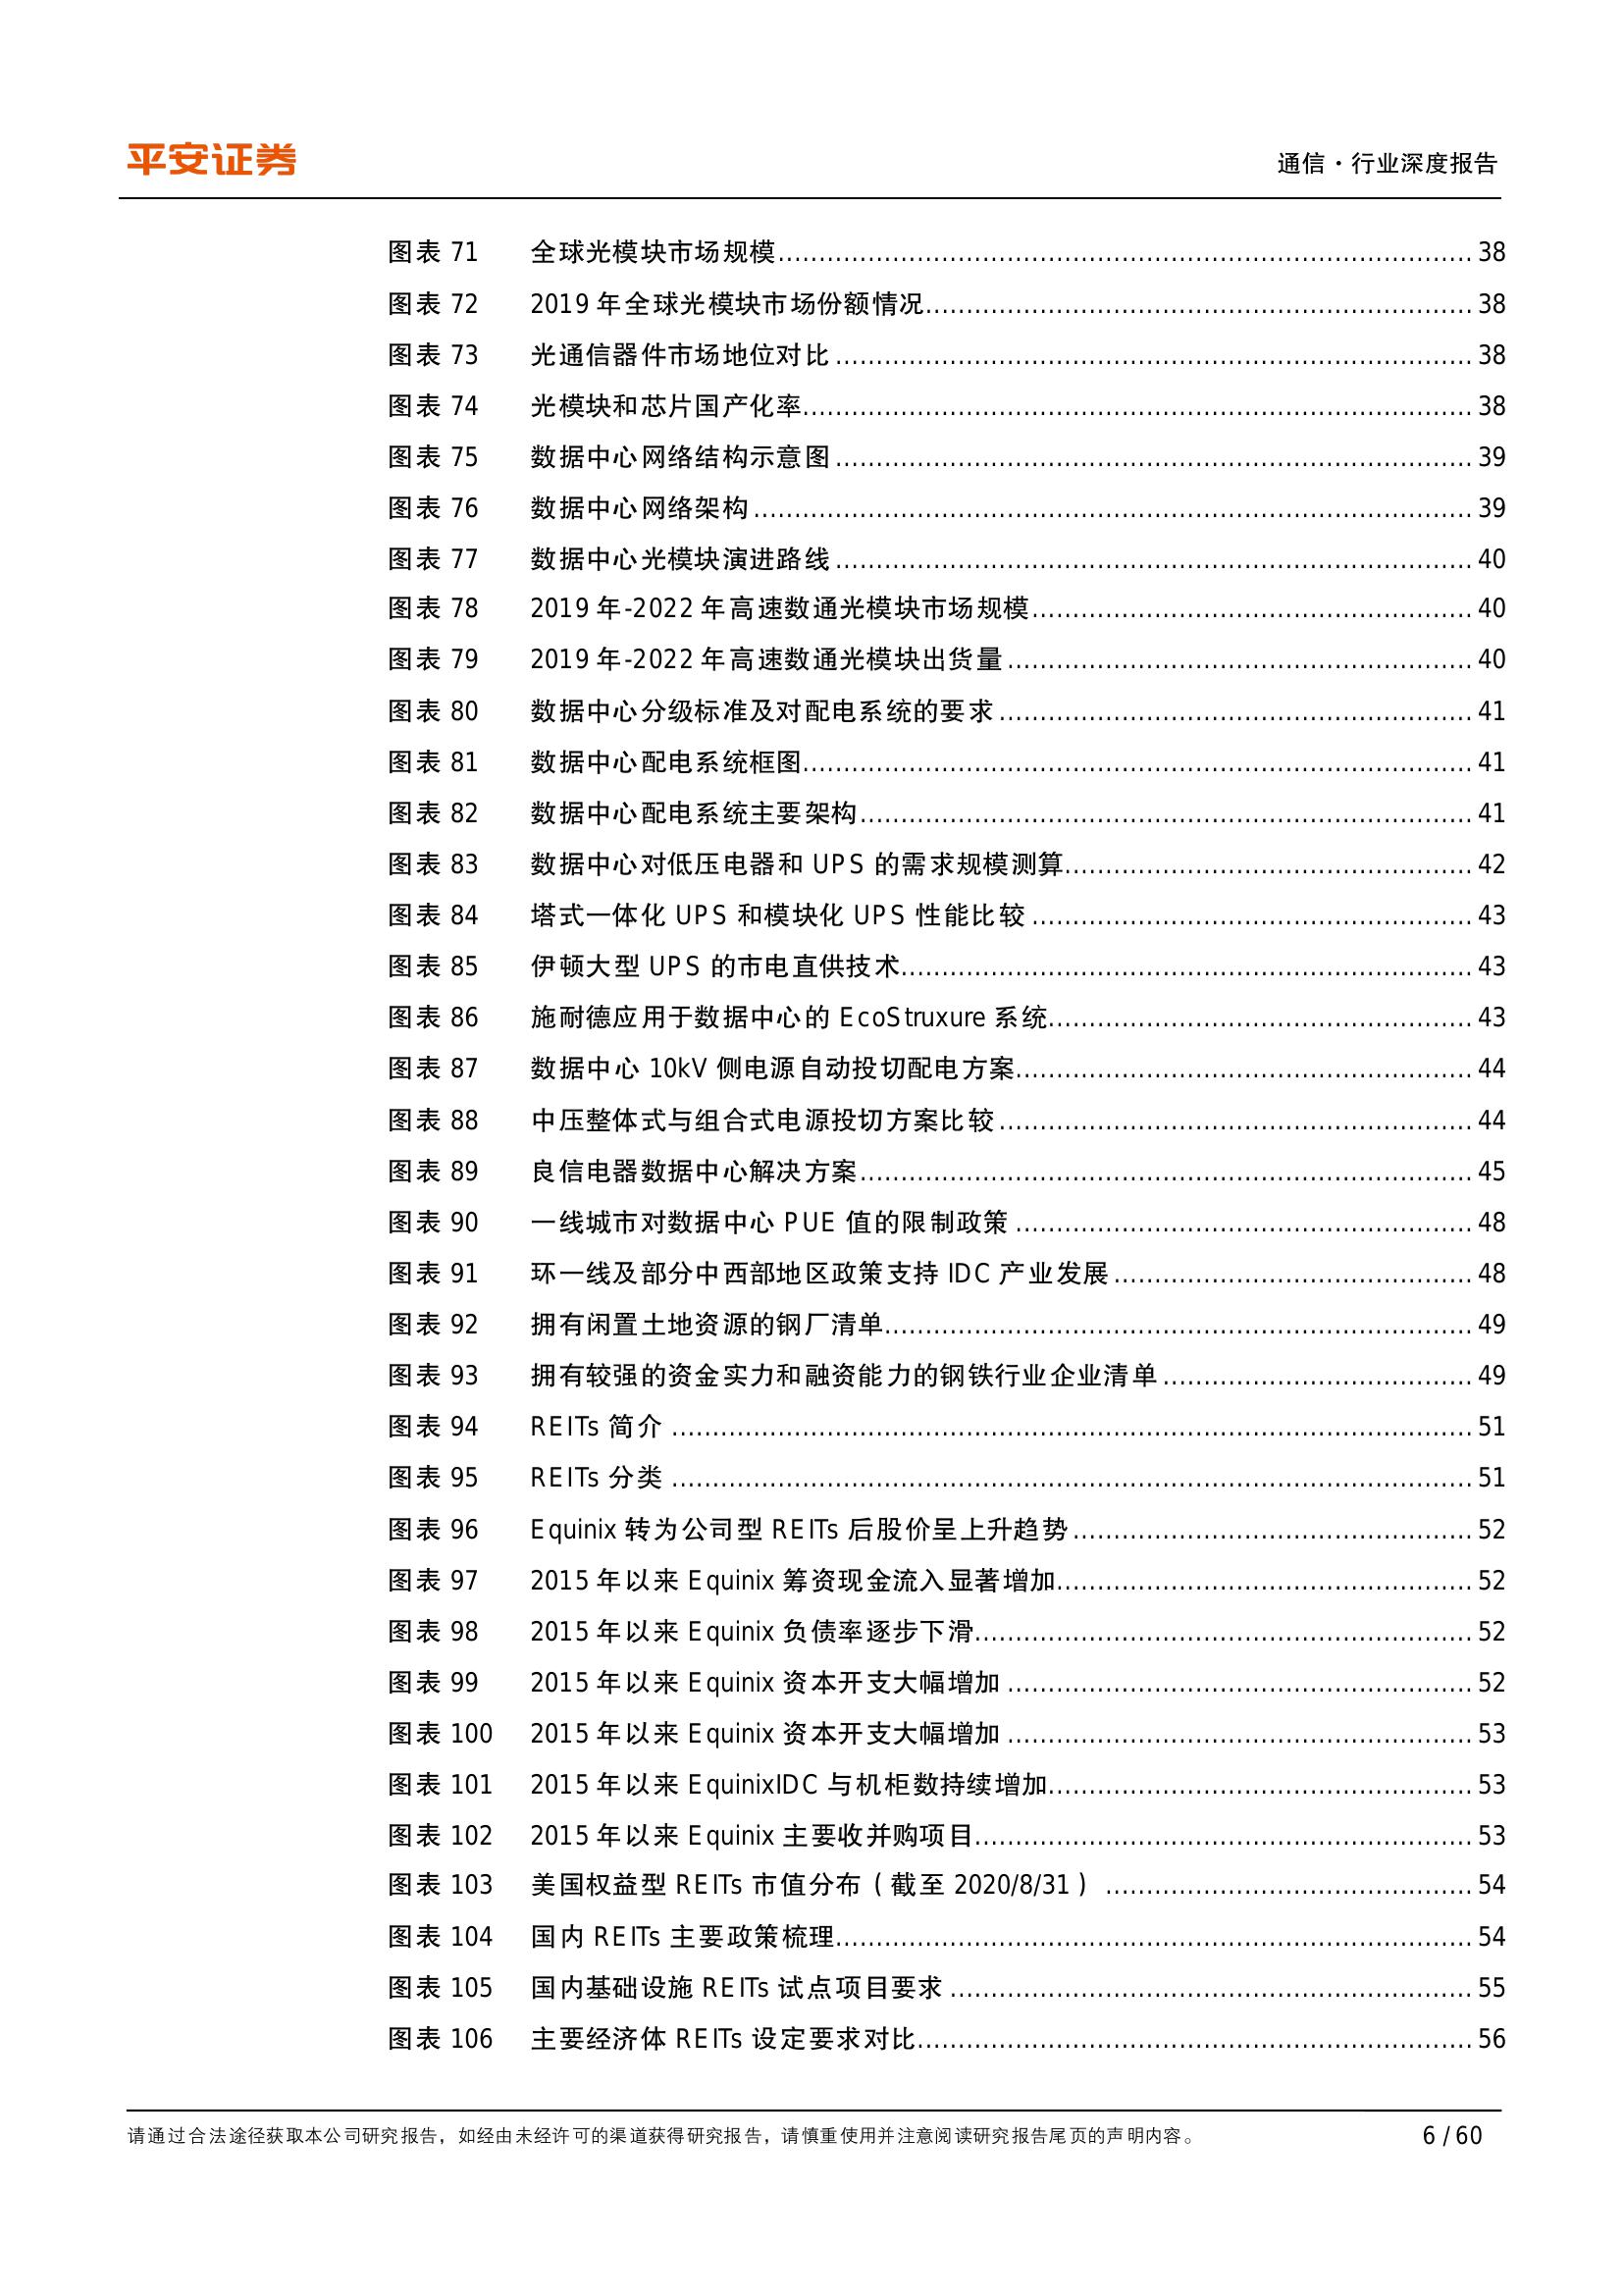 平安证券
通信·行业深度报告
图表 71 全球光模块市场规模 38
图表 72 2019 年全球光模块市场份额情况 38
图表 73 光通信器件市场地位对比 38
图表 74 光模块和芯片国产化率 38
图表 75 数据中心网络结构示意图 39
图表 76 数据中心网络架构 39
图表 77 数据中心光模块演进路线 40
图表 78 2019 年-2022 年高速数通光模块市场规模 40
图表 79 2019 年-2022 年高速数通光模块出货量 40
图表 80 数据中心分级标准及对配电系统的要求 41
图表 81 数据中心配电系统框图 41
图表 82 数据中心配电系统主要架构 41
图表 83 数据中心对低压电器和 UPS 的需求规模测算 42
图表 84 塔式一体化 UPS 和模块化 UPS 性能比较 43
图表 85 伊顿大型 UPS 的市电直供技术 43
图表 86 施耐德应用于数据中心的 EcoStruxure 系统 43
图表 87 数据中心 10kV 侧电源自动投切配电方案 44
图表 88 中压整体式与组合式电源投切方案比较 44
图表 89 良信电器数据中心解决方案 45
图表 90 一线城市对数据中心 PUE 值的限制政策 48
图表 91 环一线及部分中西部地区政策支持 IDC 产业发展 48
图表 92 拥有闲置土地资源的钢厂清单 49
图表 93 拥有较强的资金实力和融资能力的钢铁行业企业清单 49
图表 94 REITs 简介 51
图表 95 REITs 分类 51
图表 96 Equinix 转为公司型 REITs 后股价呈上升趋势 52
图表 97 2015 年以来 Equinix 筹资现金流入显著增加 52
图表 98 2015 年以来 Equinix 负债率逐步下滑 52
图表 99 2015 年以来 Equinix 资本开支大幅增加 52
图表 100 2015 年以来 Equinix 资本开支大幅增加 53
图表 101 2015 年以来 EquinixIDC 与机柜数持续增加 53
图表 102 2015 年以来 Equinix 主要收并购项目 53
图表 103 美国权益型 REITs 市值分布（截至 2020/8/31） 54
图表 104 国内 REITs 主要政策梳理 54
图表 105 国内基础设施 REITs 试点项目要求 55
图表 106 主要经济体 REITs 设定要求对比 56
请通过合法途径获取本公司研究报告，如经由未经许可的渠道获得研究报告，请慎重使用并注意阅读研究报告尾页的声明内容。
6 / 60